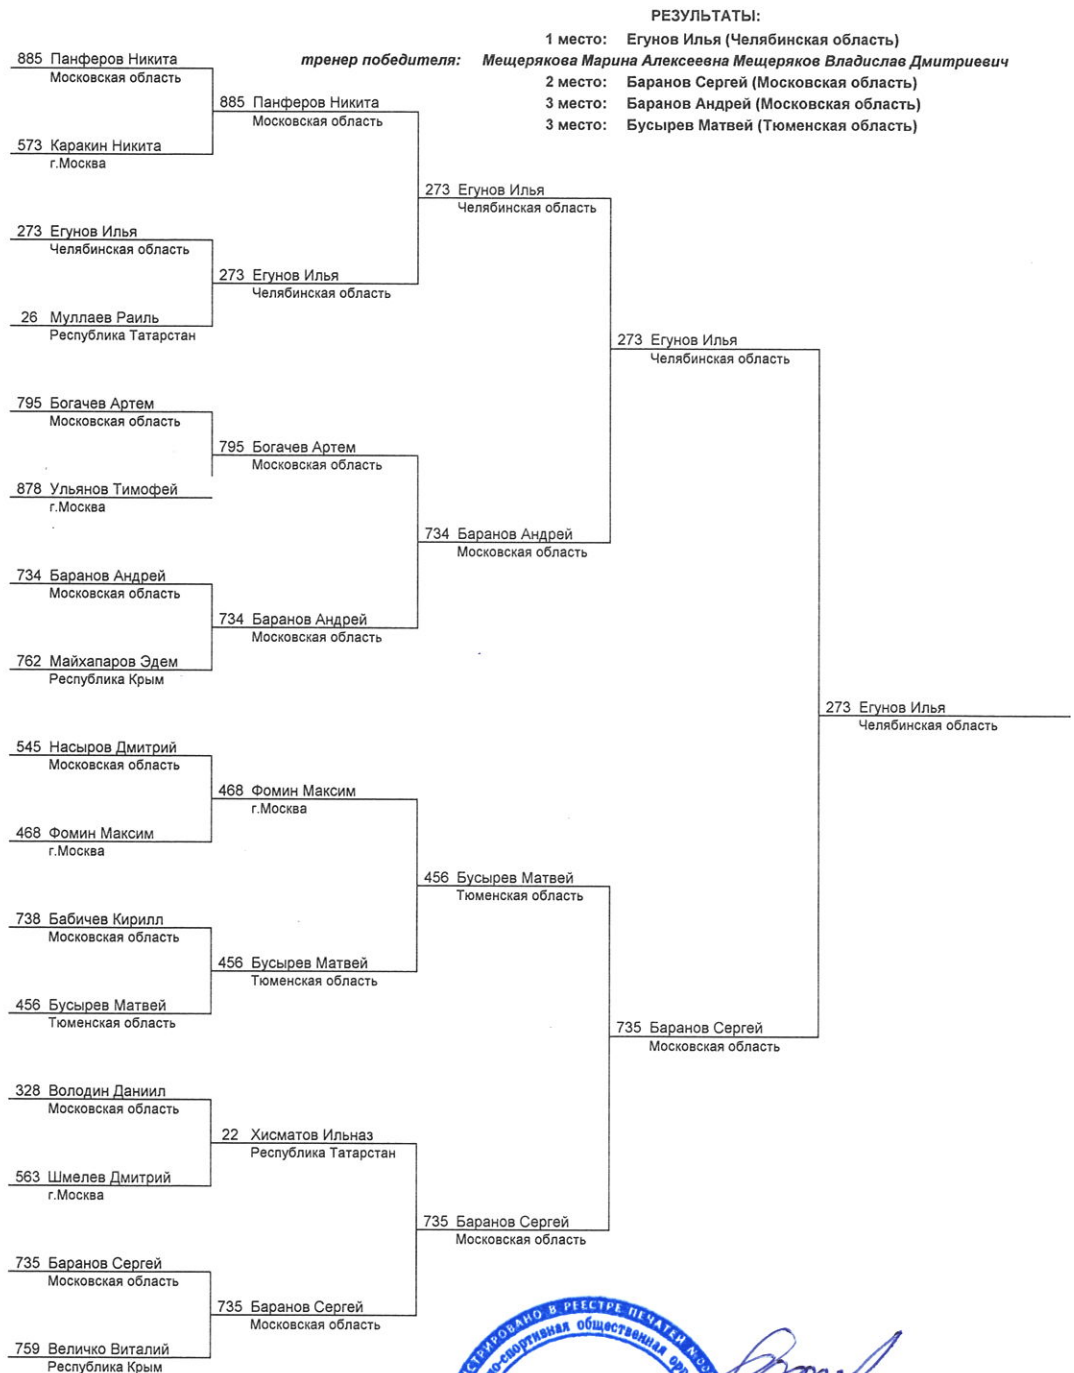 РЕЗУЛЬТАТЫ:
1 место: Егунов Илья (Челябинская область)
тренер победителя: Мещерякова Марина Алексеевна Мещеряков Владислав Дмитриевич
2 место: Баранов Сергей (Московская область)
3 место: Баранов Андрей (Московская область)
3 место: Бусырев Матвей (Тюменская область)
885 Панферов Никита
Московская область
885 Панферов Никита
Московская область
573 Каракин Никита
г.Москва
273 Егунов Илья
Челябинская область
273 Егунов Илья
Челябинская область
273 Егунов Илья
Челябинская область
26 Муллаев Раиль
Республика Татарстан
273 Егунов Илья
Челябинская область
795 Богачев Артем
Московская область
795 Богачев Артем
Московская область
878 Ульянов Тимофей
г.Москва
734 Баранов Андрей
Московская область
734 Баранов Андрей
Московская область
734 Баранов Андрей
Московская область
762 Майхапаров Эдем
Республика Крым
273 Егунов Илья
Челябинская область
545 Насыров Дмитрий
Московская область
468 Фомин Максим
г.Москва
468 Фомин Максим
г.Москва
456 Бусырев Матвей
Тюменская область
738 Бабичев Кирилл
Московская область
456 Бусырев Матвей
Тюменская область
456 Бусырев Матвей
Тюменская область
735 Баранов Сергей
Московская область
328 Володин Даниил
Московская область
22 Хисматов Ильназ
Республика Татарстан
563 Шмелев Дмитрий
г.Москва
735 Баранов Сергей
Московская область
735 Баранов Сергей
Московская область
735 Баранов Сергей
Московская область
759 Величко Виталий
Республика Крым
В РЕЕСТРЕ ПЕЧАТЕЙ
общественная